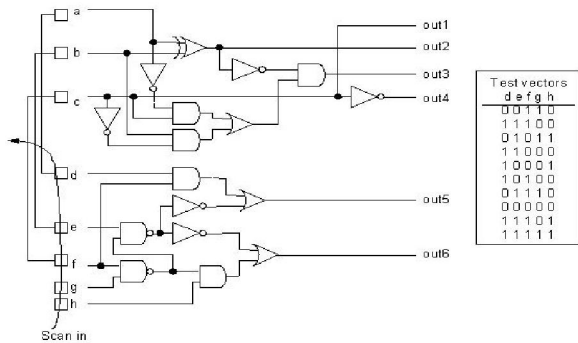 a
b
c
d
e
f
g
h
Scan in
out1
out2
out3
out4
out5
out6
Test vectors
d e f g h
0 0 1 1 0
1 1 1 0 0
0 1 0 1 1
1 1 0 0 0
1 0 0 0 1
1 0 1 0 0
0 1 1 1 0
0 0 0 0 0
1 1 1 0 1
1 1 1 1 1